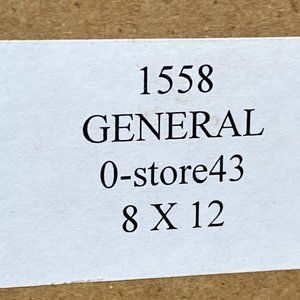 1558
GENERAL
0-store43
8 X 12